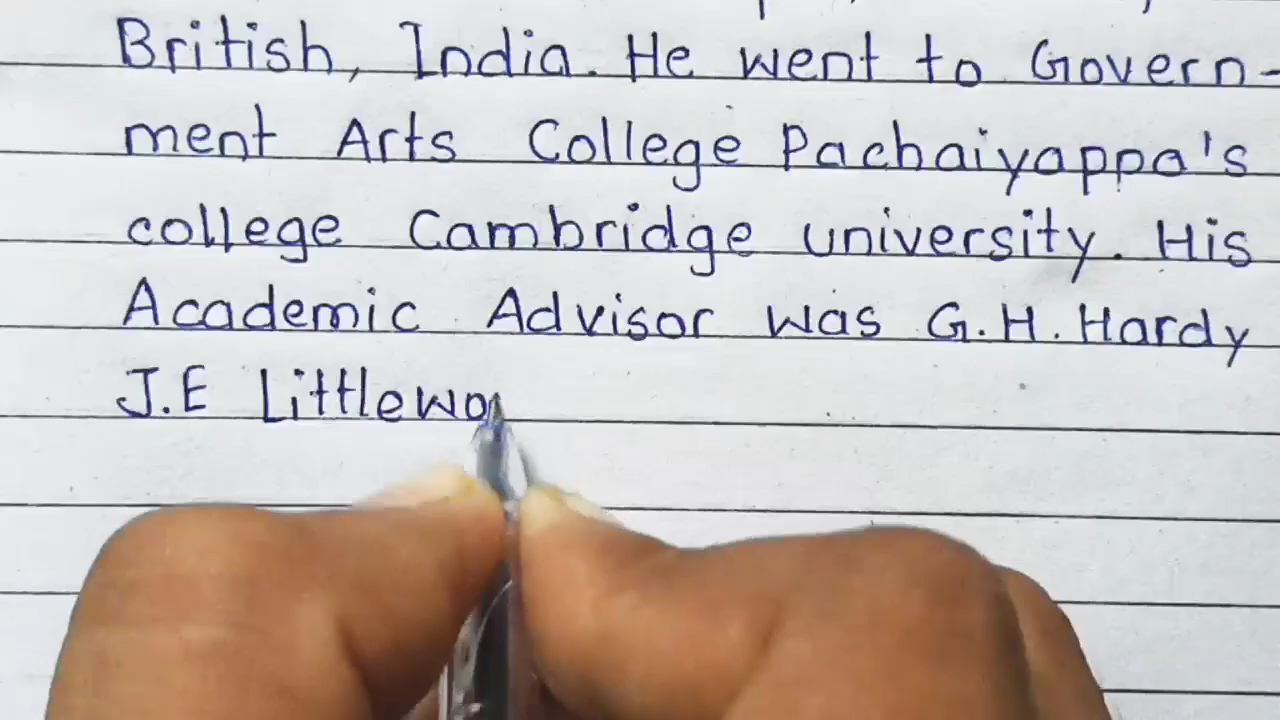 British, India. He went to Govern-
ment Arts College Pachaiyappa's
college Cambridge university. His
Academic Advisor was G.H. Hardy
J.E Littlewo